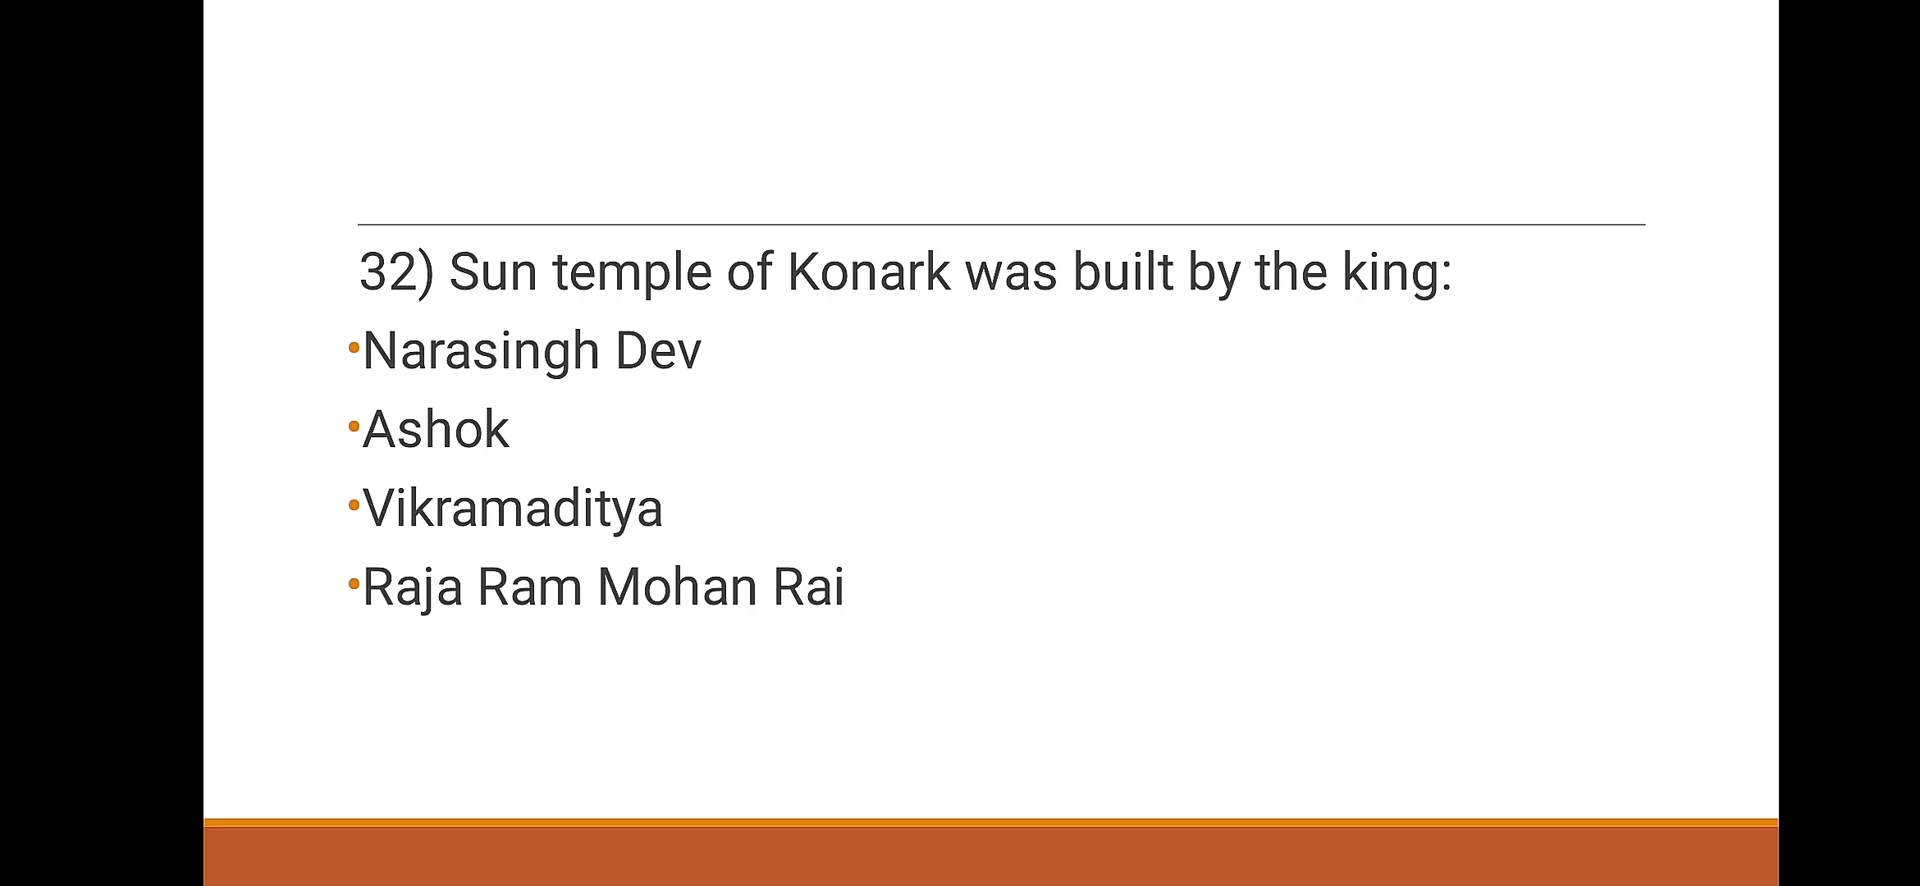 32) Sun temple of Konark was built by the king:
•Narasingh Dev
•Ashok
•Vikramaditya
•Raja Ram Mohan Rai